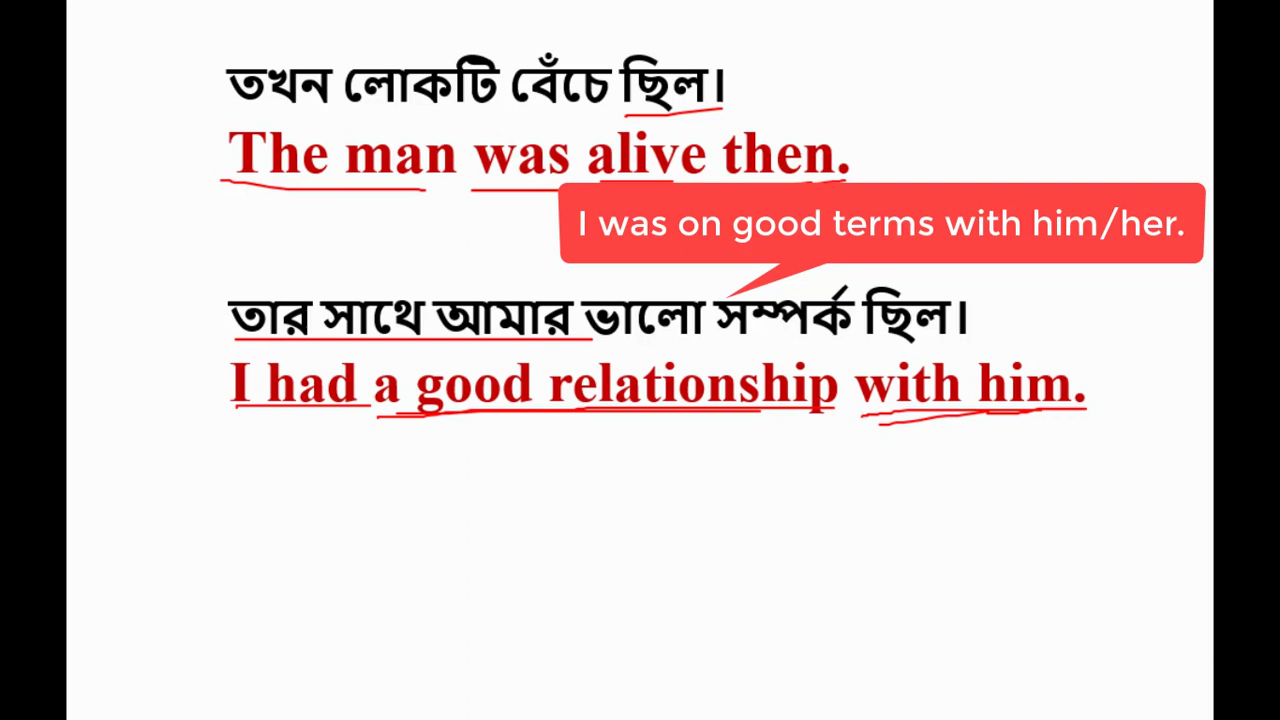 তখন লোকটি বেঁচে ছিল।
The man was alive then.
I was on good terms with him/her.
তার সাথে আমার ভালো সম্পর্ক ছিল।
I had a good relationship with him.